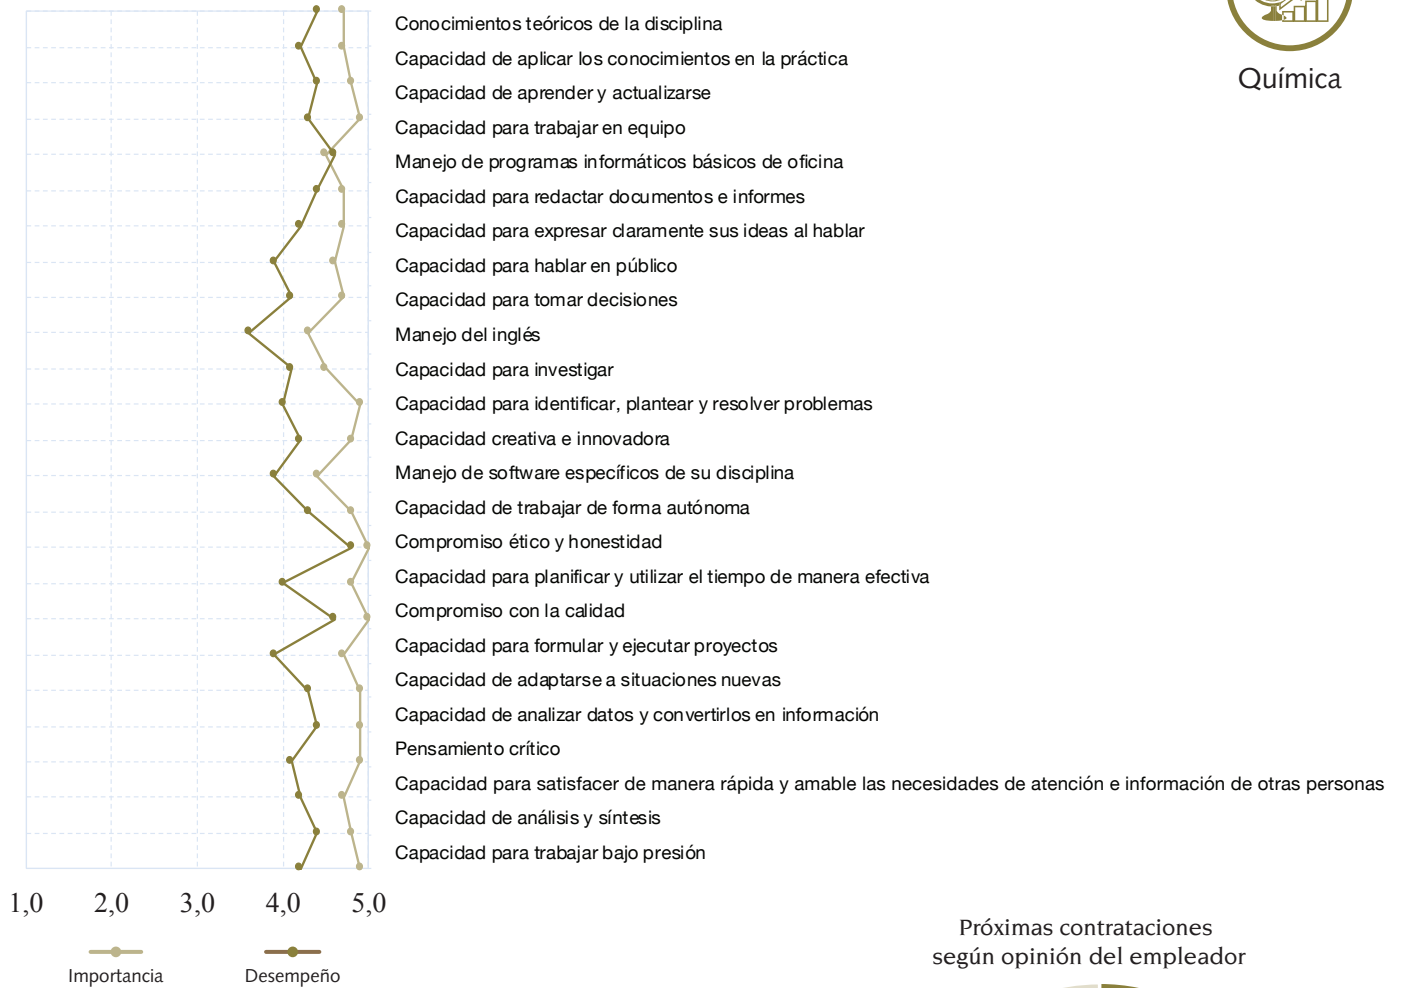 Conocimientos teóricos de la disciplina
Capacidad de aplicar los conocimientos en la práctica
Capacidad de aprender y actualizarse
Capacidad para trabajar en equipo
Manejo de programas informáticos básicos de oficina
Capacidad para redactar documentos e informes
Capacidad para expresar claramente sus ideas al hablar
Capacidad para hablar en público
Capacidad para tomar decisiones
Manejo del inglés
Capacidad para investigar
Capacidad para identificar, plantear y resolver problemas
Capacidad creativa e innovadora
Manejo de software específicos de su disciplina
Capacidad de trabajar de forma autónoma
Compromiso ético y honestidad
Capacidad para planificar y utilizar el tiempo de manera efectiva
Compromiso con la calidad
Capacidad para formular y ejecutar proyectos
Capacidad de adaptarse a situaciones nuevas
Capacidad de analizar datos y convertirlos en información
Pensamiento crítico
Capacidad para satisfacer de manera rápida y amable las necesidades de atención e información de otras personas
Capacidad de análisis y síntesis
Capacidad para trabajar bajo presión
1,0 2,0 3,0 4,0 5,0
Importancia Desempeño
Química
Próximas contrataciones
según opinión del empleador